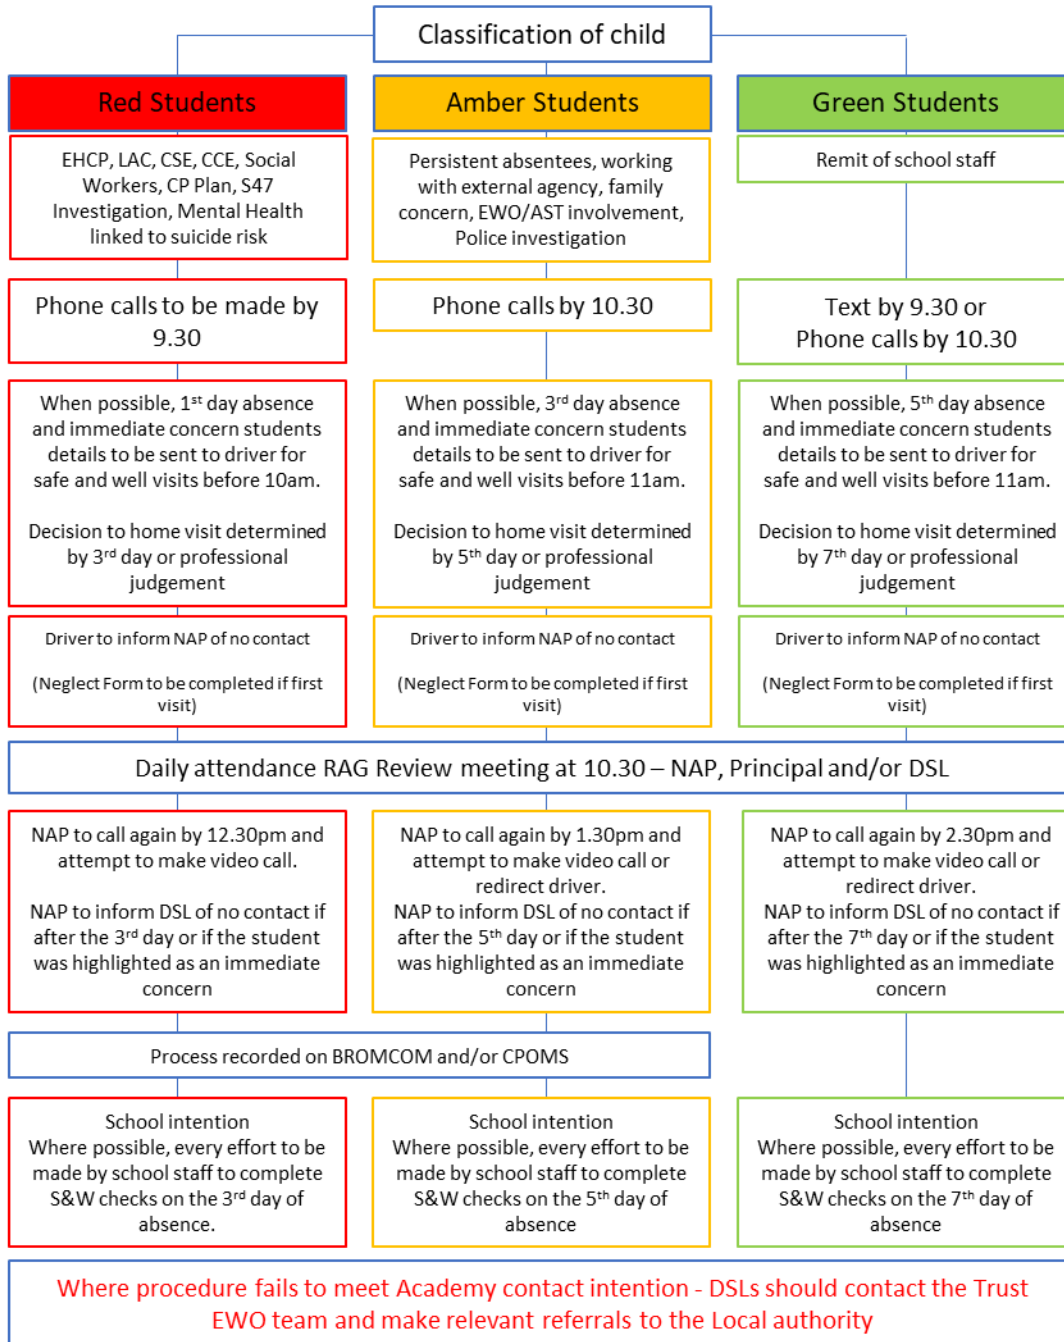 Classification of child
Red Students
Amber Students
Green Students
EHCP, LAC, CSE, CCE, Social
Workers, CP Plan, S47
Investigation, Mental Health
linked to suicide risk
Persistent absentees, working
with external agency, family
concern, EWO/AST involvement,
Police investigation
Remit of school staff
Phone calls to be made by
9.30
Phone calls by 10.30
Text by 9.30 or
Phone calls by 10.30
When possible, 1st day absence
and immediate concern students
details to be sent to driver for
safe and well visits before 10am.
Decision to home visit determined
by 3rd day or professional
judgement
When possible, 3rd day absence
and immediate concern students
details to be sent to driver for
safe and well visits before 11am.
Decision to home visit determined
by 5th day or professional
judgement
When possible, 5th day absence
and immediate concern students
details to be sent to driver for
safe and well visits before 11am.
Decision to home visit determined
by 7th day or professional
judgement
Driver to inform NAP of no contact
(Neglect Form to be completed if first
visit)
Driver to inform NAP of no contact
(Neglect Form to be completed if first
visit)
Driver to inform NAP of no contact
(Neglect Form to be completed if first
visit)
Daily attendance RAG Review meeting at 10.30 – NAP, Principal and/or DSL
NAP to call again by 12.30pm and
attempt to make video call.
NAP to inform DSL of no contact if
after the 3rd day or if the student
was highlighted as an immediate
concern
NAP to call again by 1.30pm and
attempt to make video call or
redirect driver.
NAP to inform DSL of no contact if
after the 5th day or if the student
was highlighted as an immediate
concern
NAP to call again by 2.30pm and
attempt to make video call or
redirect driver.
NAP to inform DSL of no contact if
after the 7th day or if the student
was highlighted as an immediate
concern
Process recorded on BROMCOM and/or CPOMS
School intention
Where possible, every effort to be
made by school staff to complete
S&W checks on the 3rd day of
absence.
School intention
Where possible, every effort to be
made by school staff to complete
S&W checks on the 5th day of
absence
School intention
Where possible, every effort to be
made by school staff to complete
S&W checks on the 7th day of
absence
Where procedure fails to meet Academy contact intention - DSLs should contact the Trust
EWO team and make relevant referrals to the Local authority